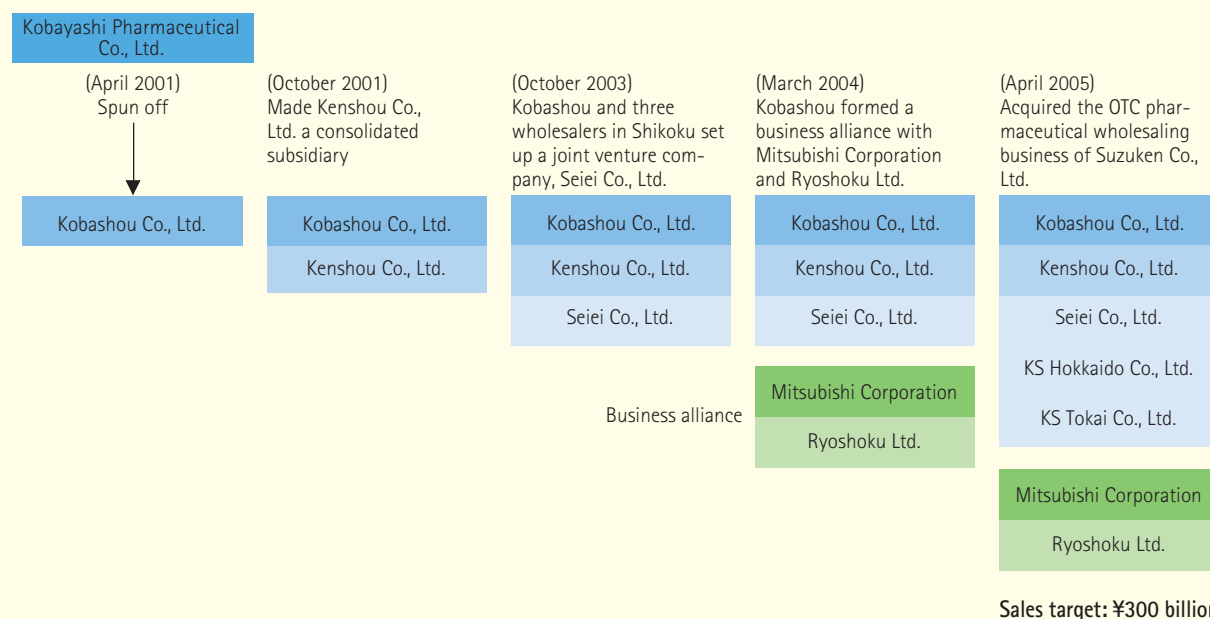 Kobayashi Pharmaceutical
Co., Ltd.
(April 2001)
Spun off
Kobashou Co., Ltd.
(October 2001)
Made Kenshou Co.,
Ltd. a consolidated
subsidiary
Kobashou Co., Ltd.
Kenshou Co., Ltd.
(October 2003)
Kobashou and three
wholesalers in Shikoku set
up a joint venture com-
pany, Seiei Co., Ltd.
Kobashou Co., Ltd.
Kenshou Co., Ltd.
Seiei Co., Ltd.
(March 2004)
Kobashou formed a
business alliance with
Mitsubishi Corporation
and Ryoshoku Ltd.
Kobashou Co., Ltd.
Kenshou Co., Ltd.
Seiei Co., Ltd.
Business alliance
Mitsubishi Corporation
Ryoshoku Ltd.
(April 2005)
Acquired the OTC phar-
maceutical wholesaling
business of Suzuken Co.,
Ltd.
Kobashou Co., Ltd.
Kenshou Co., Ltd.
Seiei Co., Ltd.
KS Hokkaido Co., Ltd.
KS Tokai Co., Ltd.
Mitsubishi Corporation
Ryoshoku Ltd.
Sales target: ¥300 billion